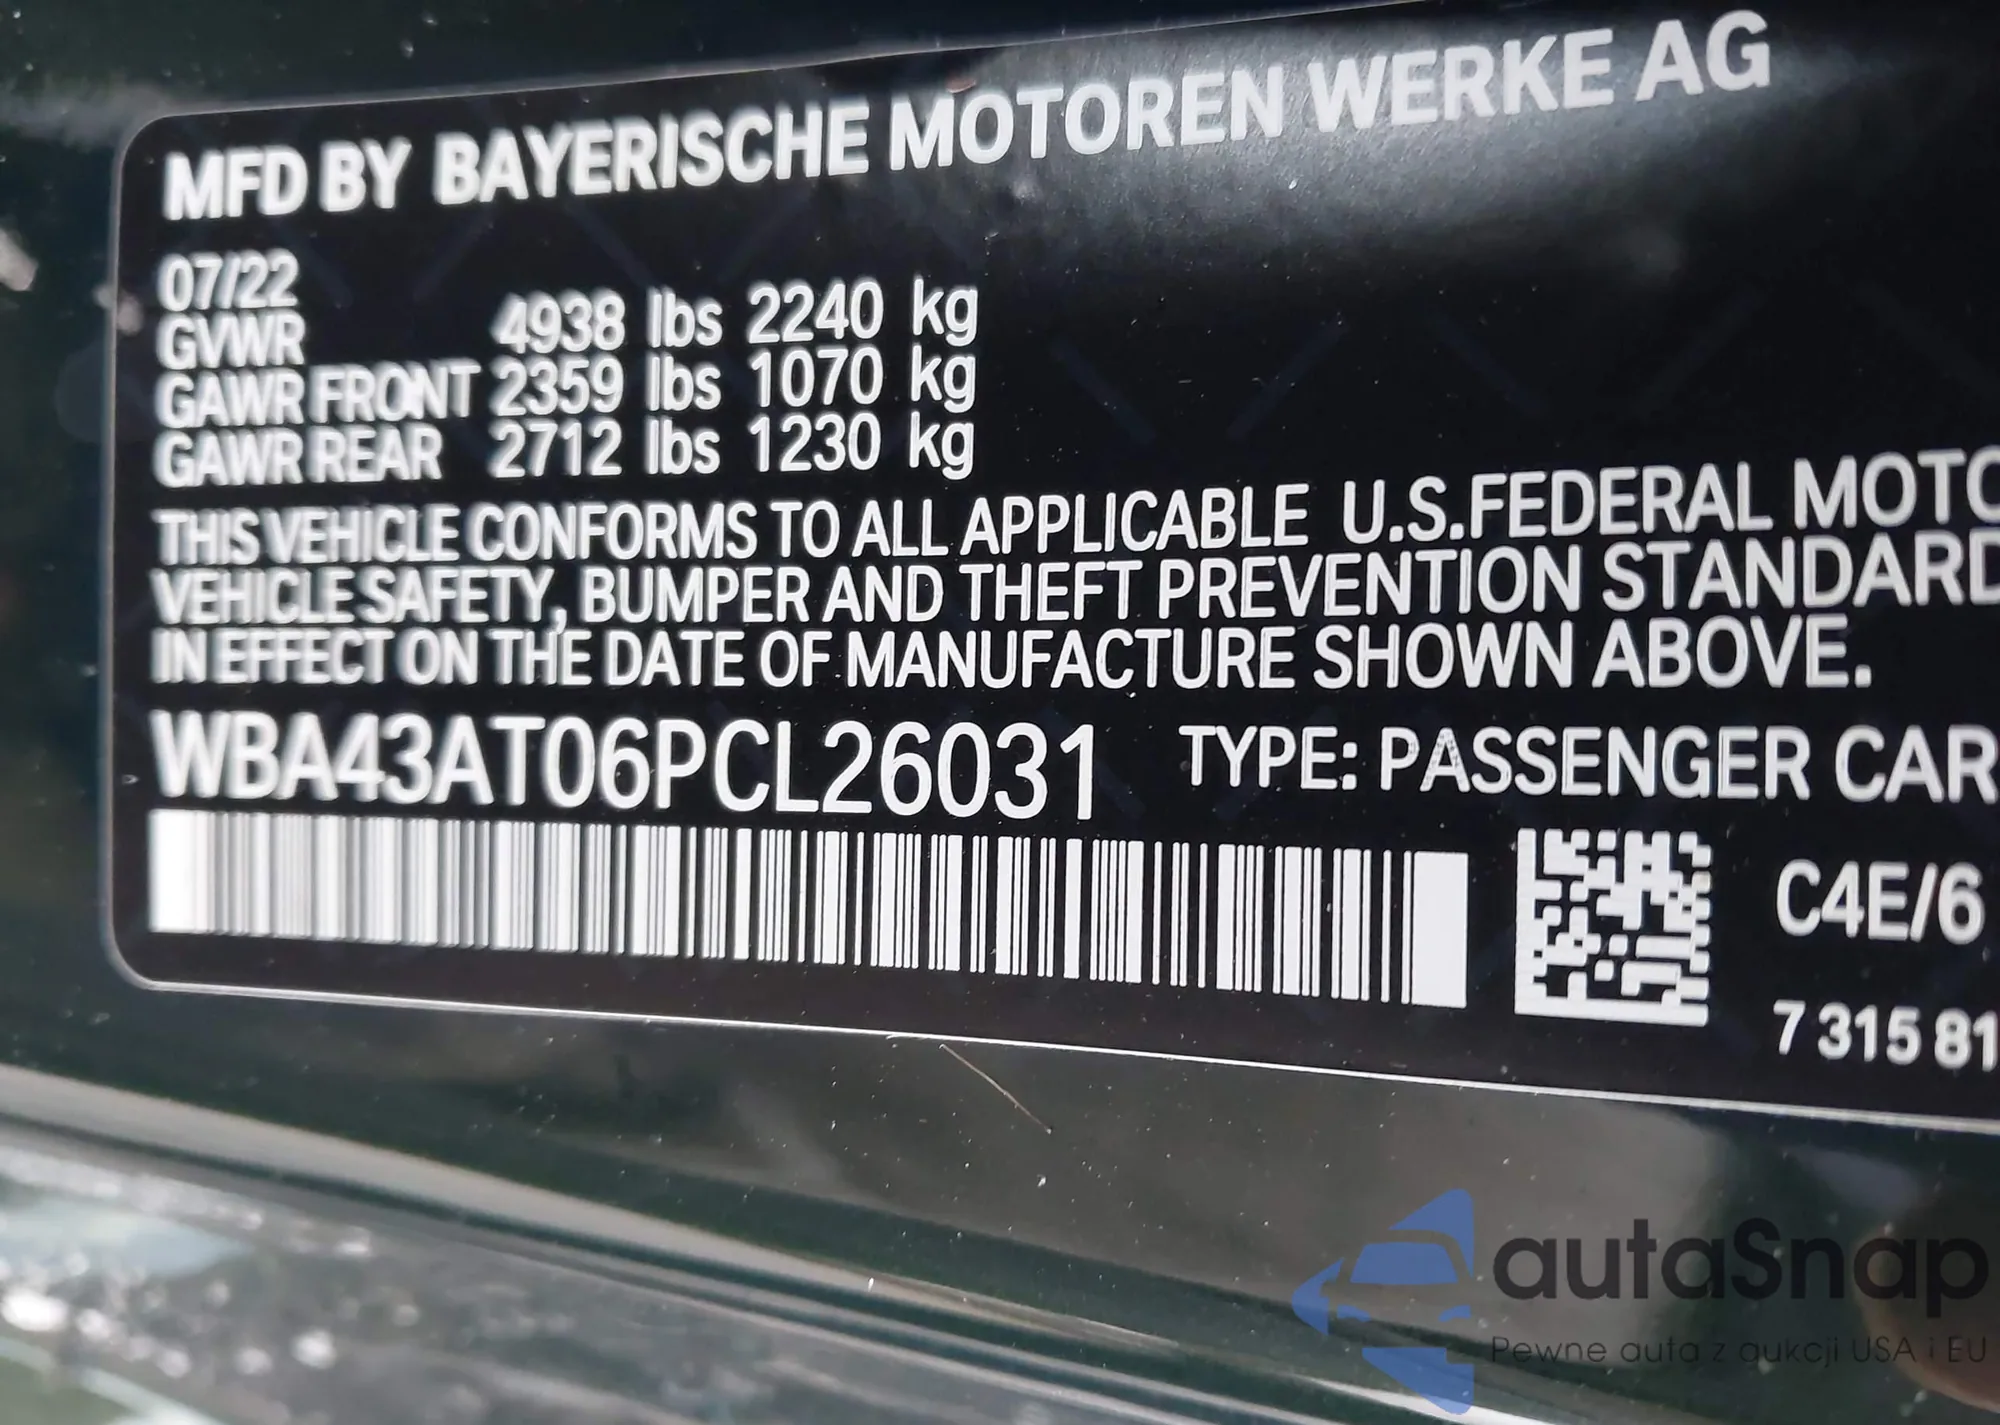 MFD BY BAYERISCHE MOTOREN WERKE AG
07/22
GVWR 4938 lbs 2240 kg
GAWR FRONT 2359 lbs 1070 kg
GAWR REAR 2712 lbs 1230 kg
THIS VEHICLE CONFORMS TO ALL APPLICABLE U.S.FEDERAL MOTO
VEHICLE SAFETY, BUMPER AND THEFT PREVENTION STANDARD
IN EFFECT ON THE DATE OF MANUFACTURE SHOWN ABOVE.
WBA43AT06PCL26031 TYPE: PASSENGER CAR
C4E/6
7 315 81
autaSnap
Pewne auta z aukcji USA i EU